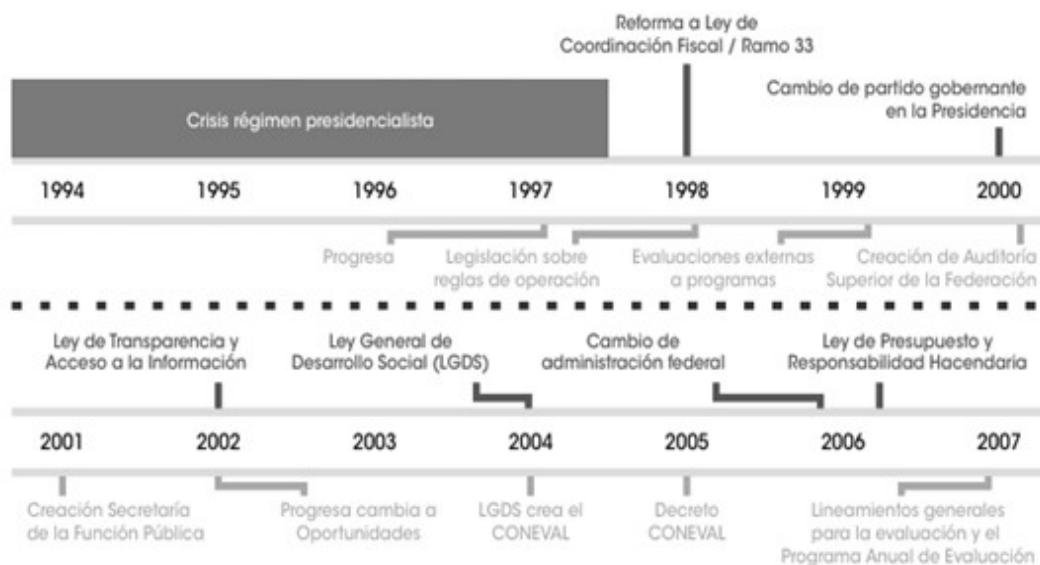 Reforma a Ley de
Coordinación Fiscal / Ramo 33
Cambio de partido gobernante
en la Presidencia
Crisis régimen presidencialista
1994 1995 1996 1997 1998 1999 2000
Progresa
Legislación sobre
reglas de operación
Evaluaciones externas
a programas
Creación de Auditoría
Superior de la Federación
Ley de Transparencia y
Acceso a la Información
Ley General de
Desarrollo Social (LGDS)
Cambio de
administración federal
Ley de Presupuesto y
Responsabilidad Hacendaria
2001 2002 2003 2004 2005 2006 2007
Creación Secretaría
de la Función Pública
Progresa cambia a
Oportunidades
LGDS crea el
CONEVAL
Decreto
CONEVAL
Lineamientos generales
para la evaluación y el
Programa Anual de Evaluación